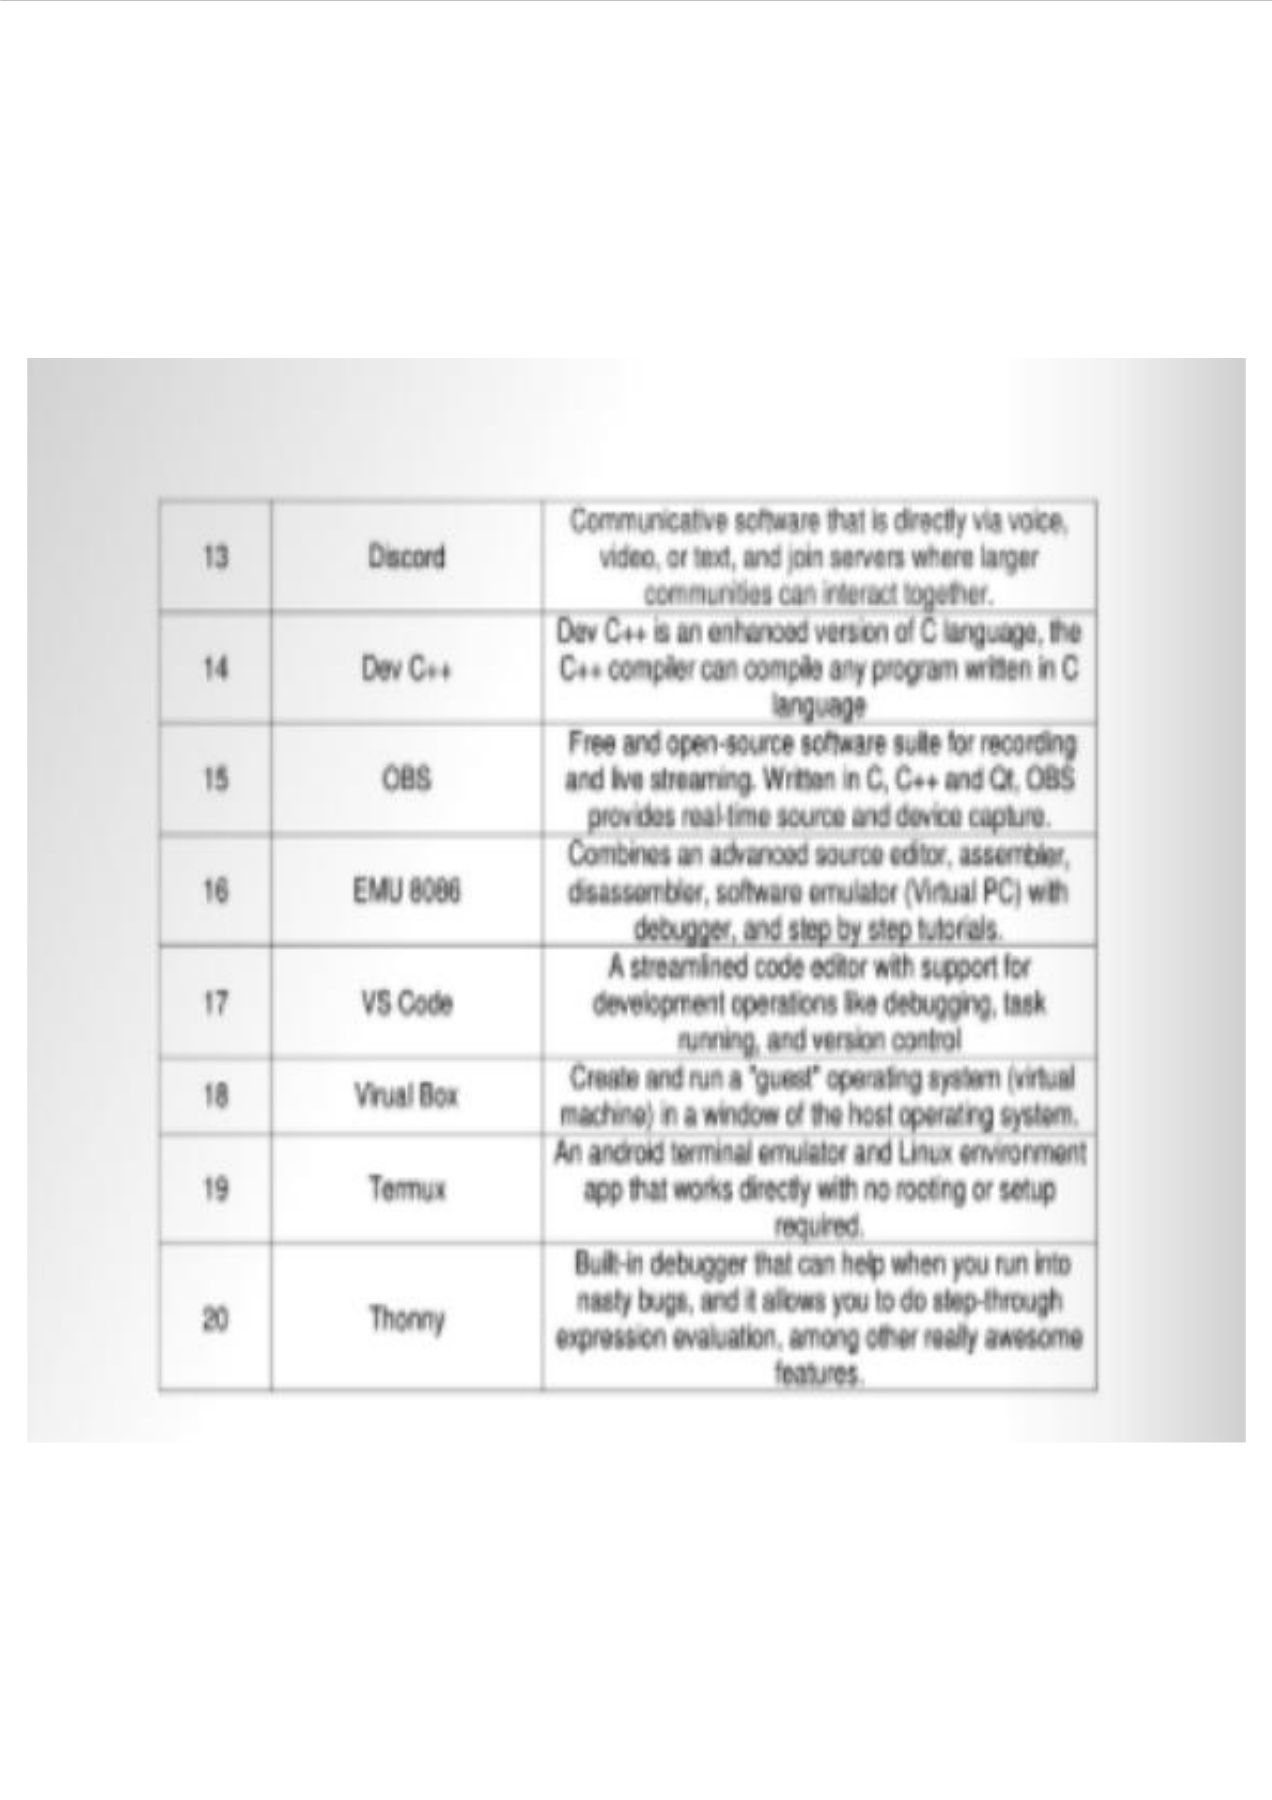 13
Discord
Communicative software that is directly via voice,
video, or text, and join servers where larger
communities can interact together.
14
Dev C++
Dev C++ is an enhanced version of C language, the
C++ compiler can compile any program written in C
language
15
OBS
Free and open-source software suite for recording
and live streaming. Written in C, C++ and Qt, OBS
provides real-time source and device capture.
16
EMU 8086
Combines an advanced source editor, assembler,
disassembler, software emulator (Virtual PC) with
debugger, and step by step tutorials.
17
VS Code
A streamlined code editor with support for
development operations like debugging, task
running, and version control
18
Virual Box
Create and run a "guest" operating system (virtual
machine) in a window of the host operating system.
19
Termux
An android terminal emulator and Linux environment
app that works directly with no rooting or setup
required.
20
Thonny
Built-in debugger that can help when you run into
nasty bugs, and it allows you to do step-through
expression evaluation, among other really awesome
features.